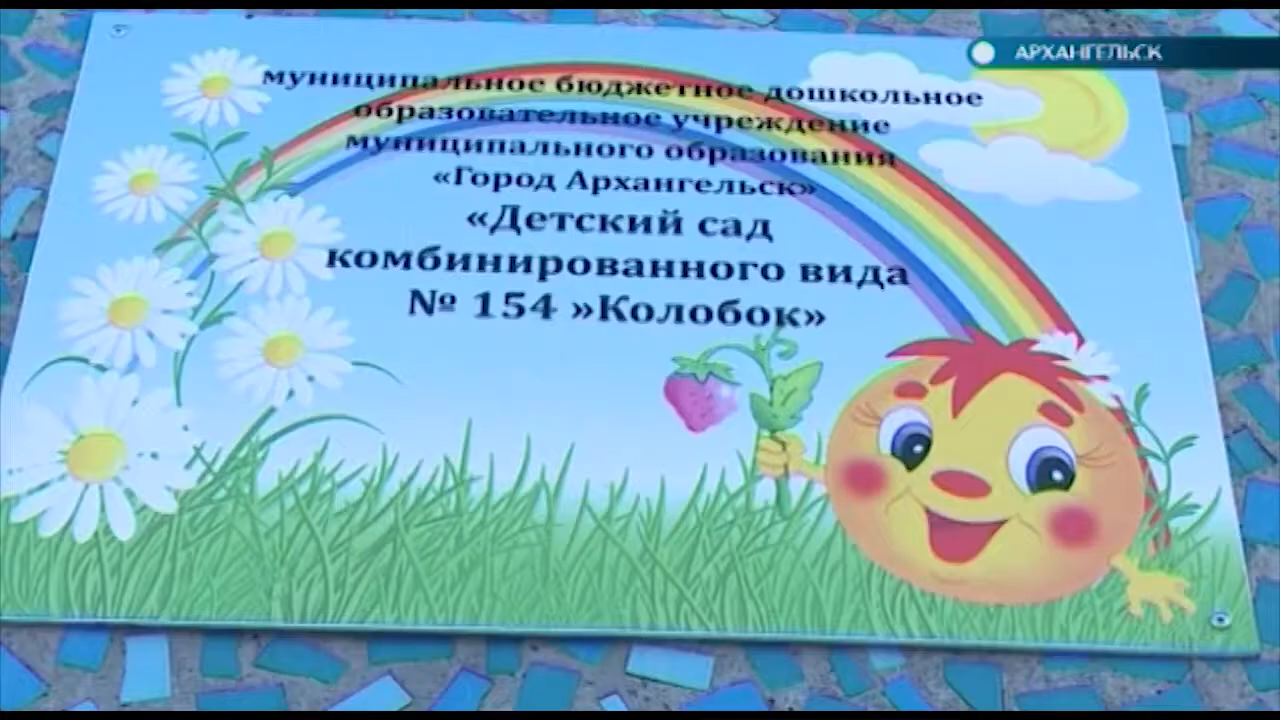 АРХАНГЕЛЬСК
муниципальное бюджетное дошкольное
образовательное учреждение
муниципального образования
«Город Архангельск»
«Детский сад
комбинированного вида
№ 154 »Колобок»